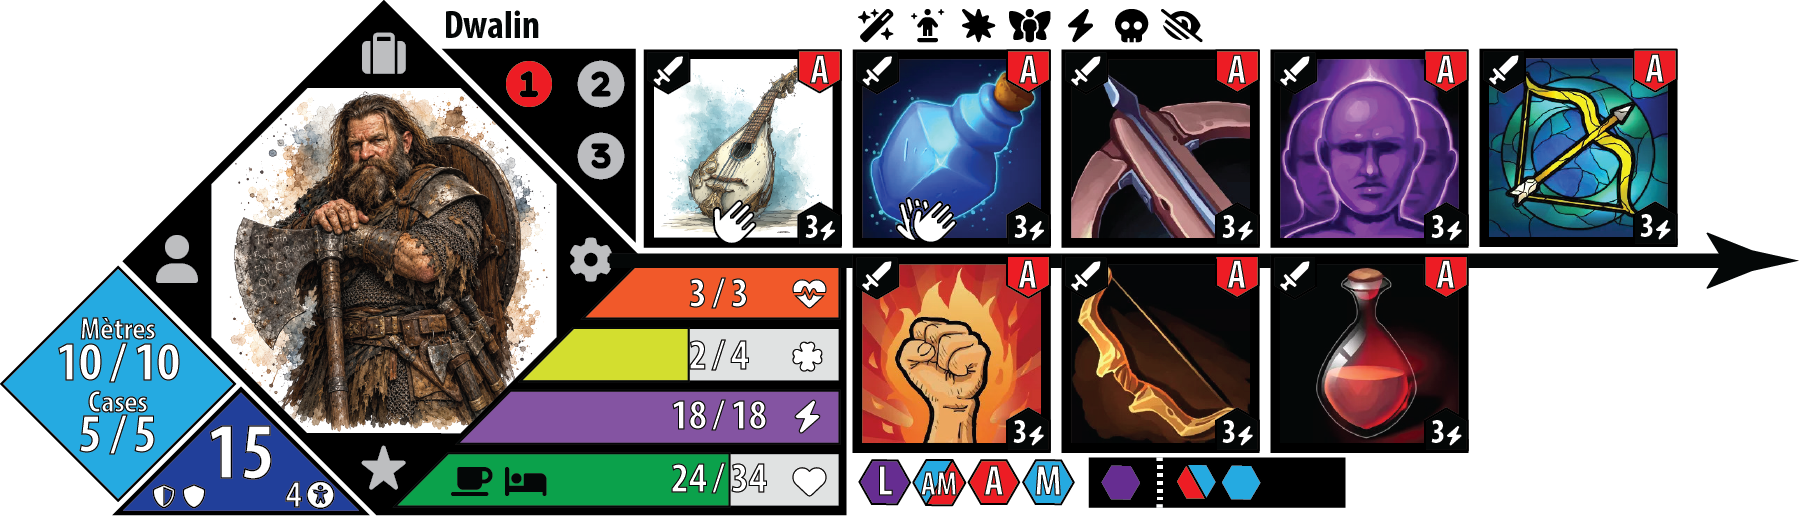 Dwalin
1 2
3
A A A A A
3 3 3 3 3
Mètres
10 / 10
Cases
5 / 5
15
4
3 / 3
2 / 4
18 / 18
24 / 34
A A A
3 3 3
L AM A M